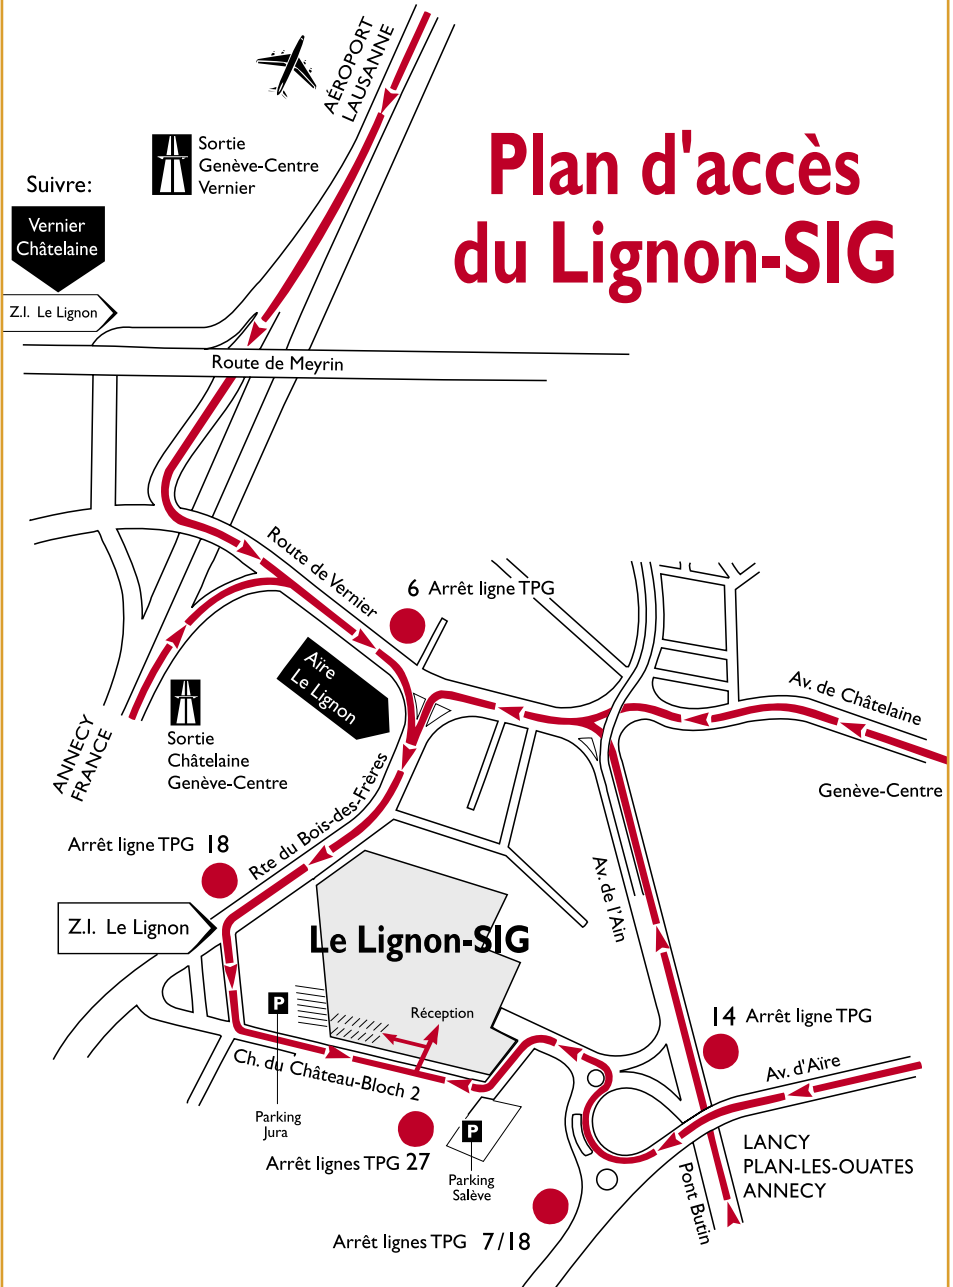 AÉROPORT
LAUSANNE
Plan d'accès
du Lignon-SIG
Sortie
Genève-Centre
Vernier
Suivre:
Vernier
Châtelaine
Z.I. Le Lignon
Route de Meyrin
Route de Vernier
6 Arrêt ligne TPG
Aïre
Le Lignon
Av. de Châtelaine
Genève-Centre
ANNECY
FRANCE
Sortie
Châtelaine
Genève-Centre
Rte du Bois-des-Frères
Arrêt ligne TPG 18
Z.I. Le Lignon
Av. de l'Ain
Le Lignon-SIG
P
Réception
14 Arrêt ligne TPG
Av. d'Aïre
Ch. du Château-Bloch 2
Parking
Jura
P
Arrêt lignes TPG 27
Parking
Salève
LANCY
PLAN-LES-OUATES
ANNECY
Pont Butin
Arrêt lignes TPG 7/18